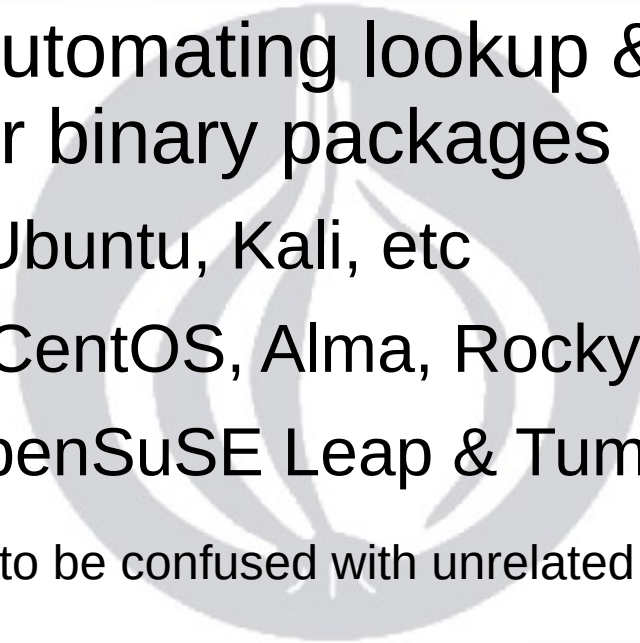 utomating lookup &
r binary packages
Ubuntu, Kali, etc
CentOS, Alma, Rocky
penSuSE Leap & Tum
to be confused with unrelated